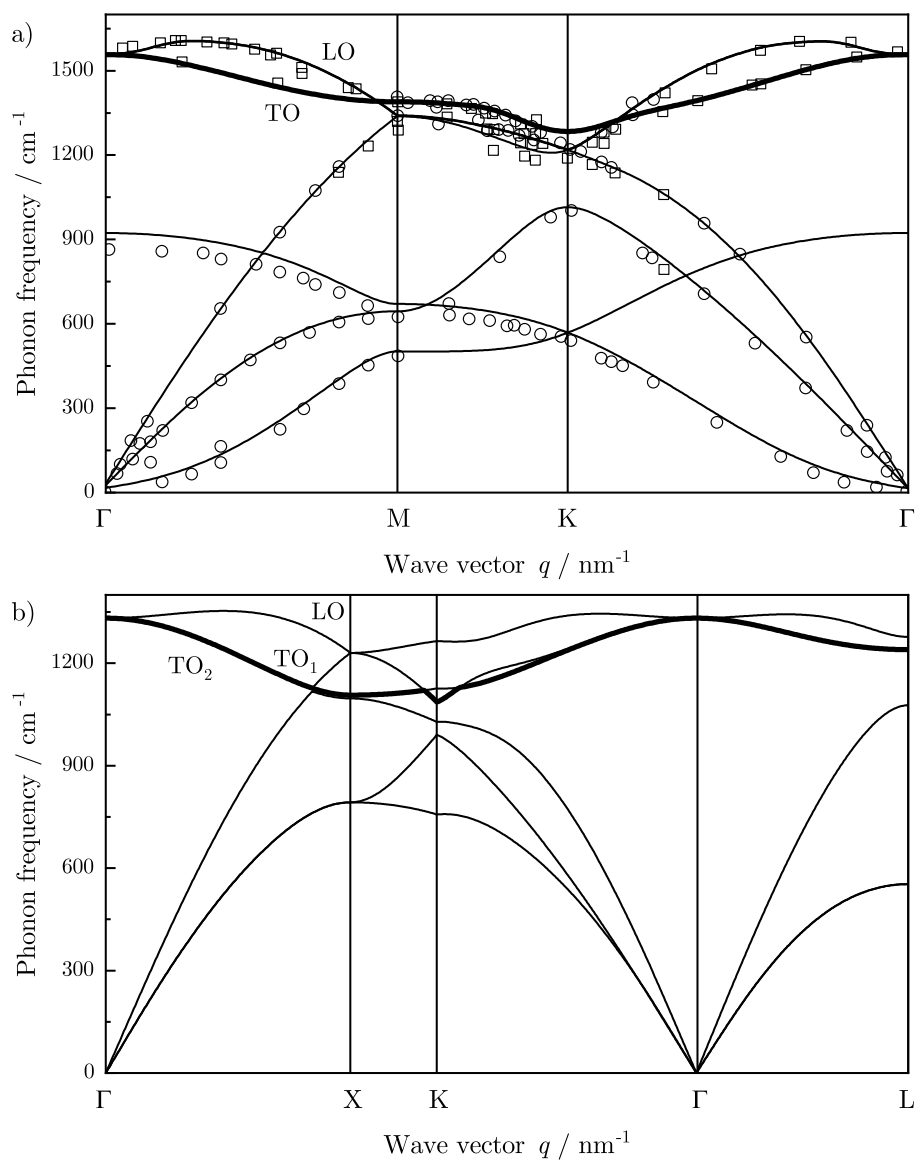 a)
1500
1200
900
600
300
0
Phonon frequency / cm-1
LO
TO
Γ M K Γ
Wave vector q / nm-1
b)
1200
900
600
300
0
Phonon frequency / cm-1
LO
TO1
TO2
Γ X K Γ L
Wave vector q / nm-1